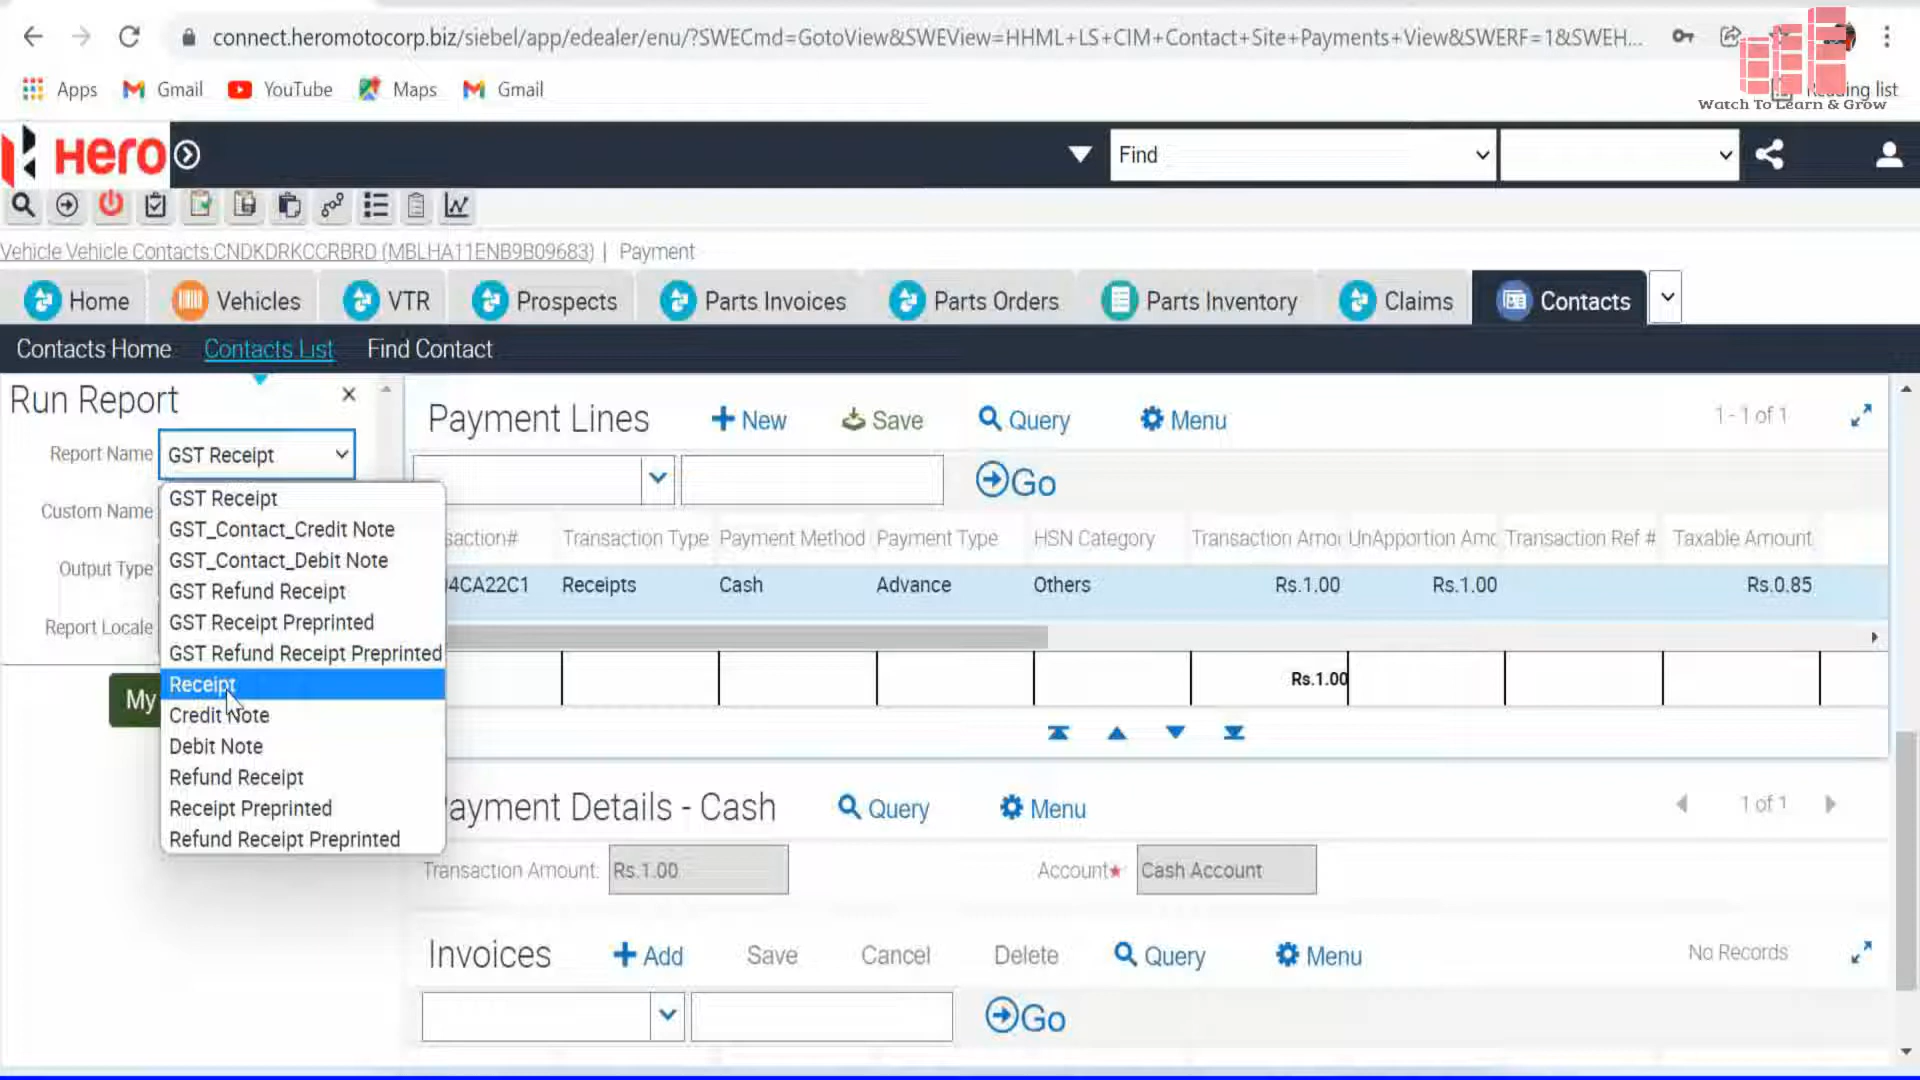 connect.heromotocorp.biz/siebel/app/edealer/enu/?SWECmd=GotoView&SWEView=HHML+LS+CIM+Contact+Site+Payments+View&SWERF=1&SWEH...
Apps Gmail YouTube Maps Gmail Reading list
Watch To Learn & Grow
Hero Find
Vehicle Vehicle Contacts:CNDKDRKCCRBRD (MBLHA11ENB9B09683) | Payment
Home Vehicles VTR Prospects Parts Invoices Parts Orders Parts Inventory Claims Contacts
Contacts Home Contacts List Find Contact
Run Report
Report Name GST Receipt
Custom Name
Output Type
Report Locale
My
GST Receipt
GST_Contact_Credit Note
GST_Contact_Debit Note
GST Refund Receipt
GST Receipt Preprinted
GST Refund Receipt Preprinted
Receipt
Credit Note
Debit Note
Refund Receipt
Receipt Preprinted
Refund Receipt Preprinted
Payment Lines New Save Query Menu 1 - 1 of 1
Go
saction# Transaction Type Payment Method Payment Type HSN Category Transaction Amou UnApportion Amo Transaction Ref # Taxable Amount
4CA22C1 Receipts Cash Advance Others Rs.1.00 Rs.1.00 Rs.0.85
Rs.1.00
Payment Details - Cash Query Menu 1 of 1
Transaction Amount: Rs.1.00 Account★ Cash Account
Invoices Add Save Cancel Delete Query Menu No Records
Go